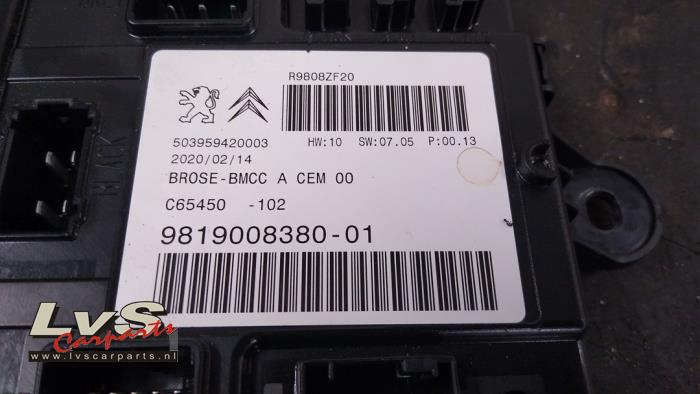 R9808ZF20
503959420003 HW:10 SW:07.05 P:00.13
2020/02/14
BROSE-BMCC A CEM 00
C65450 -102
9819008380-01
LvS
Carparts
www.lvscarparts.nl